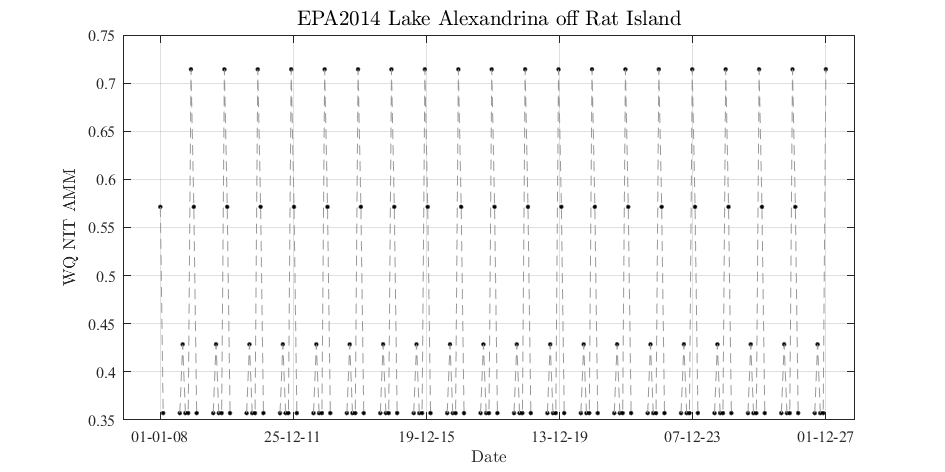 EPA2014 Lake Alexandrina off Rat Island
0.75
0.7
0.65
0.6
0.55
0.5
0.45
0.4
0.35
WQ NIT AMM
01-01-08 25-12-11 19-12-15 13-12-19 07-12-23 01-12-27
Date